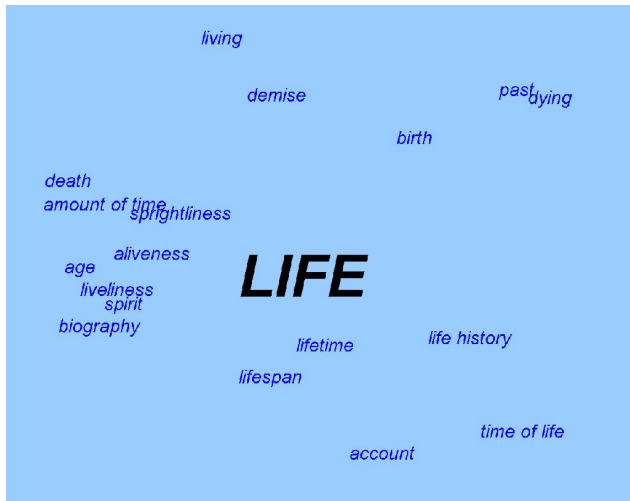 living
demise
past
dying
birth
death
amount of time
sprightliness
aliveness
age
LIFE
liveliness
spirit
biography
life history
lifetime
lifespan
time of life
account